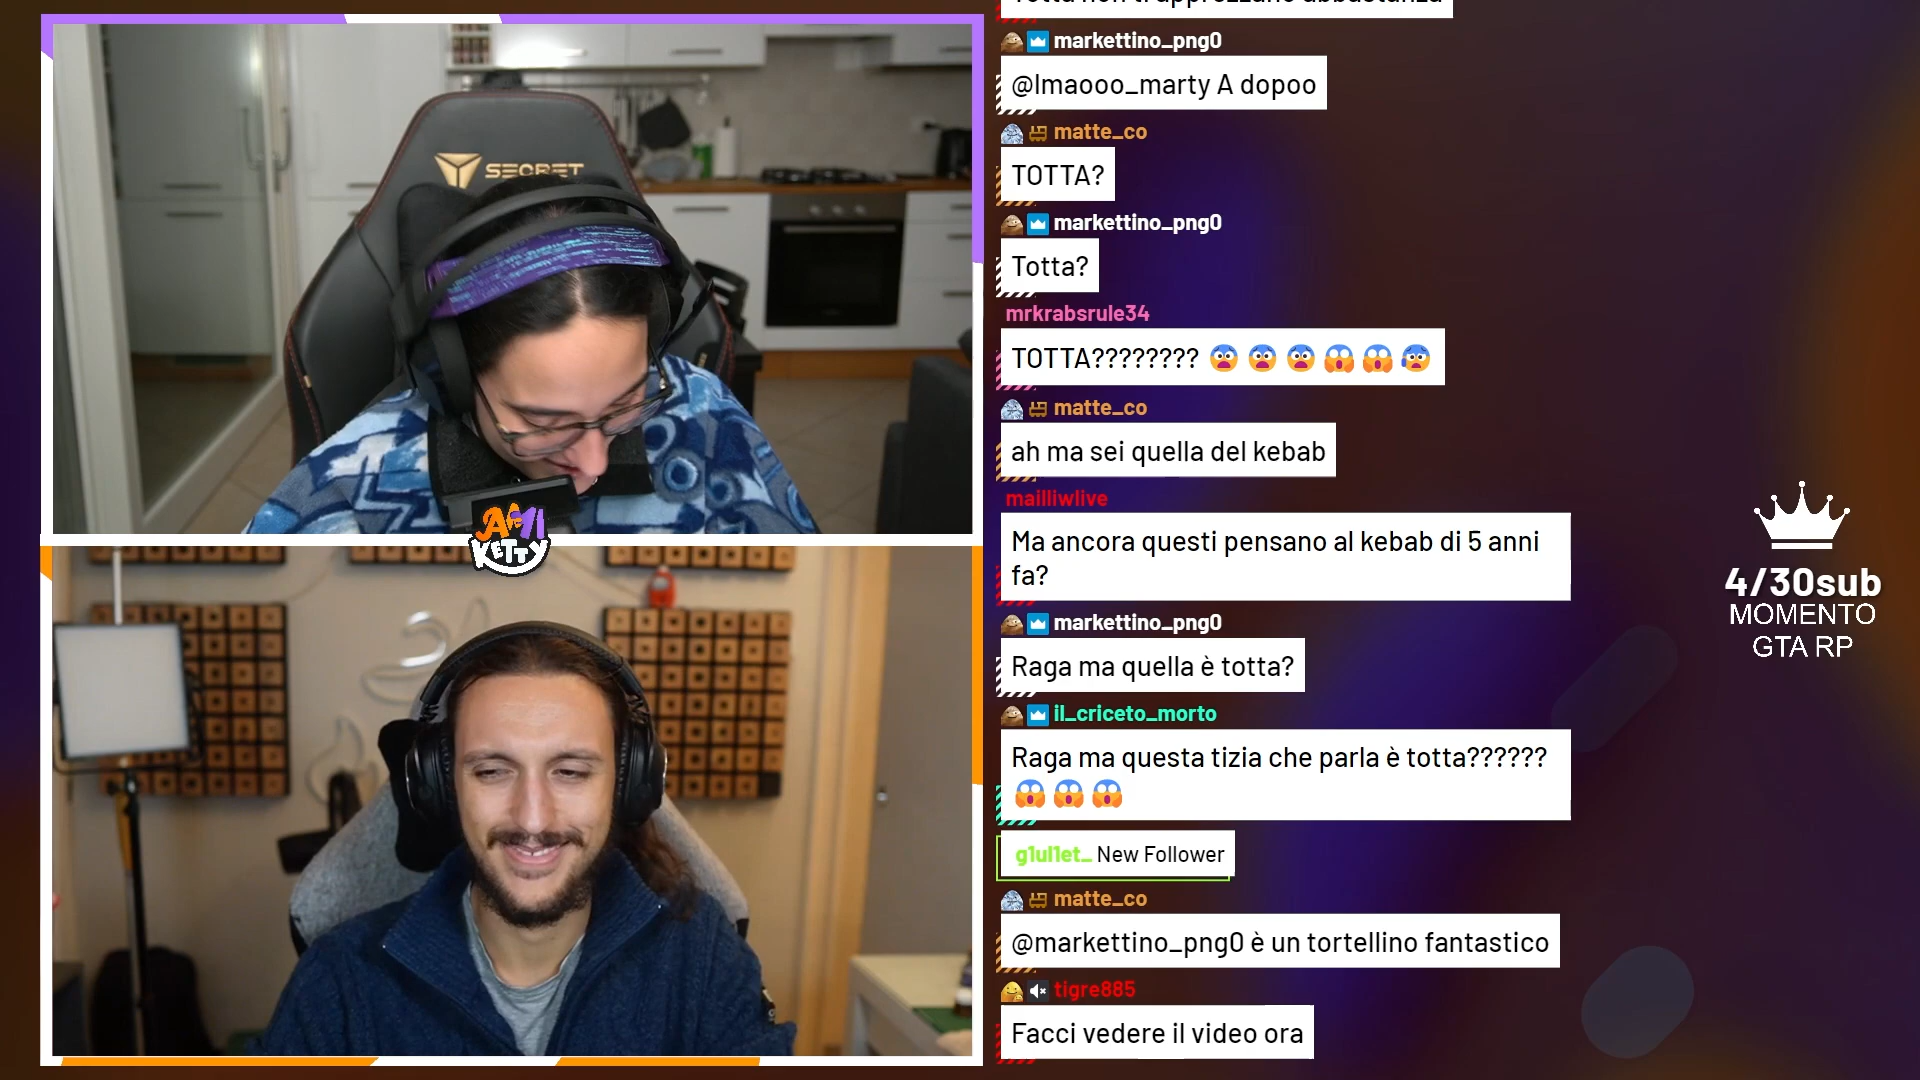 markettino_png0
@lmaooo_marty A dopoo
matte_co
TOTTA?
markettino_png0
Totta?
mrkrabsrule34
TOTTA????????
matte_co
ah ma sei quella del kebab
mailliwlive
Ma ancora questi pensano al kebab di 5 anni
fa?
markettino_png0
Raga ma quella è totta?
il_criceto_morto
Raga ma questa tizia che parla è totta??????
g1ul1et_ New Follower
matte_co
@markettino_png0 è un tortellino fantastico
tigre885
Facci vedere il video ora
SECRET
AMI
KETTY
4/30sub
MOMENTO
GTA RP